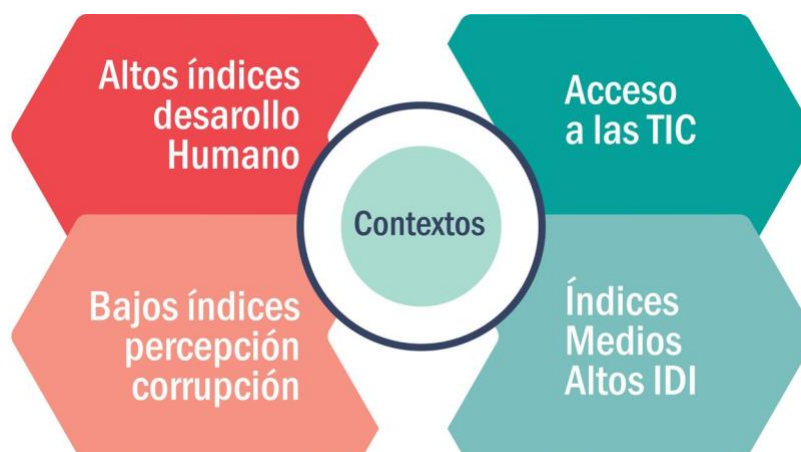 Altos índices
desarollo
Humano
Acceso
a las TIC
Contextos
Bajos índices
percepción
corrupción
Índices
Medios
Altos IDI